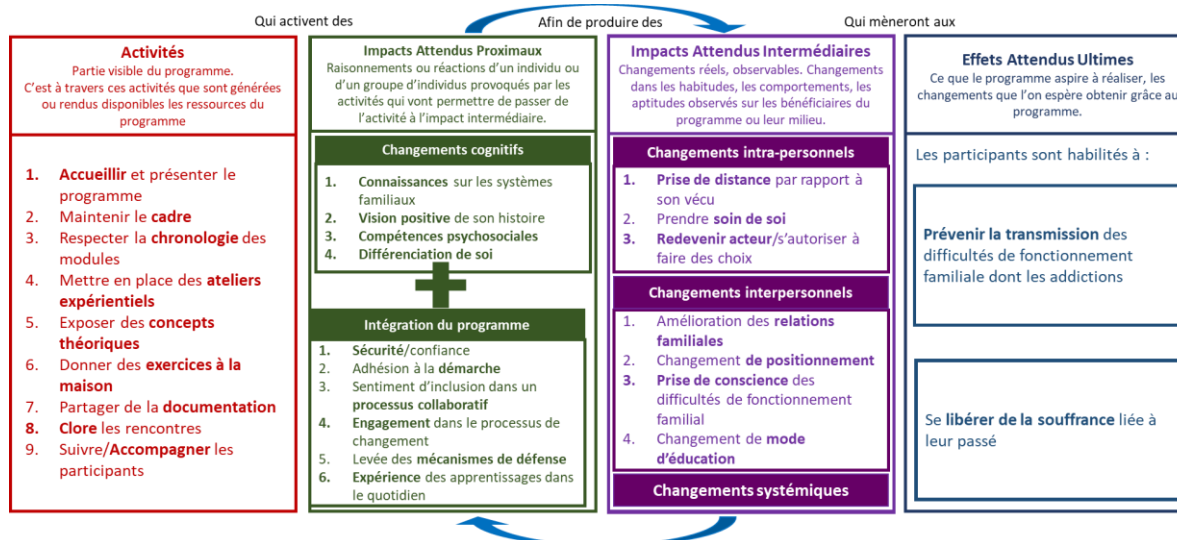 Qui activent des
Afin de produire des
Qui mèneront aux
Activités
Partie visible du programme.
C'est à travers ces activités que sont générées
ou rendus disponibles les ressources du
programme
1. Accueillir et présenter le
programme
2. Maintenir le cadre
3. Respecter la chronologie des
modules
4. Mettre en place des ateliers
expérientiels
5. Exposer des concepts
théoriques
6. Donner des exercices à la
maison
7. Partager de la documentation
8. Clore les rencontres
9. Suivre/Accompagner les
participants
Impacts Attendus Proximaux
Raisonnements ou réactions d'un individu ou
d'un groupe d'individus provoqués par les
activités qui vont permettre de passer de
l'activité à l'impact intermédiaire.
Changements cognitifs
1. Connaissances sur les systèmes
familiaux
2. Vision positive de son histoire
3. Compétences psychosociales
4. Différenciation de soi
Intégration du programme
1. Sécurité/confiance
2. Adhésion à la démarche
3. Sentiment d'inclusion dans un
processus collaboratif
4. Engagement dans le processus de
changement
5. Levée des mécanismes de défense
6. Expérience des apprentissages dans
le quotidien
Impacts Attendus Intermédiaires
Changements réels, observables. Changements
dans les habitudes, les comportements, les
aptitudes observés sur les bénéficiaires du
programme ou leur milieu.
Changements intra-personnels
1. Prise de distance par rapport à
son vécu
2. Prendre soin de soi
3. Redevenir acteur/s'autoriser à
faire des choix
Changements interpersonnels
1. Amélioration des relations
familiales
2. Changement de positionnement
3. Prise de conscience des
difficultés de fonctionnement
familial
4. Changement de mode
d'éducation
Changements systémiques
Effets Attendus Ultimes
Ce que le programme aspire à réaliser, les
changements que l'on espère obtenir grâce au
programme.
Les participants sont habilités à :
Prévenir la transmission des
difficultés de fonctionnement
familiale dont les addictions
Se libérer de la souffrance liée à
leur passé